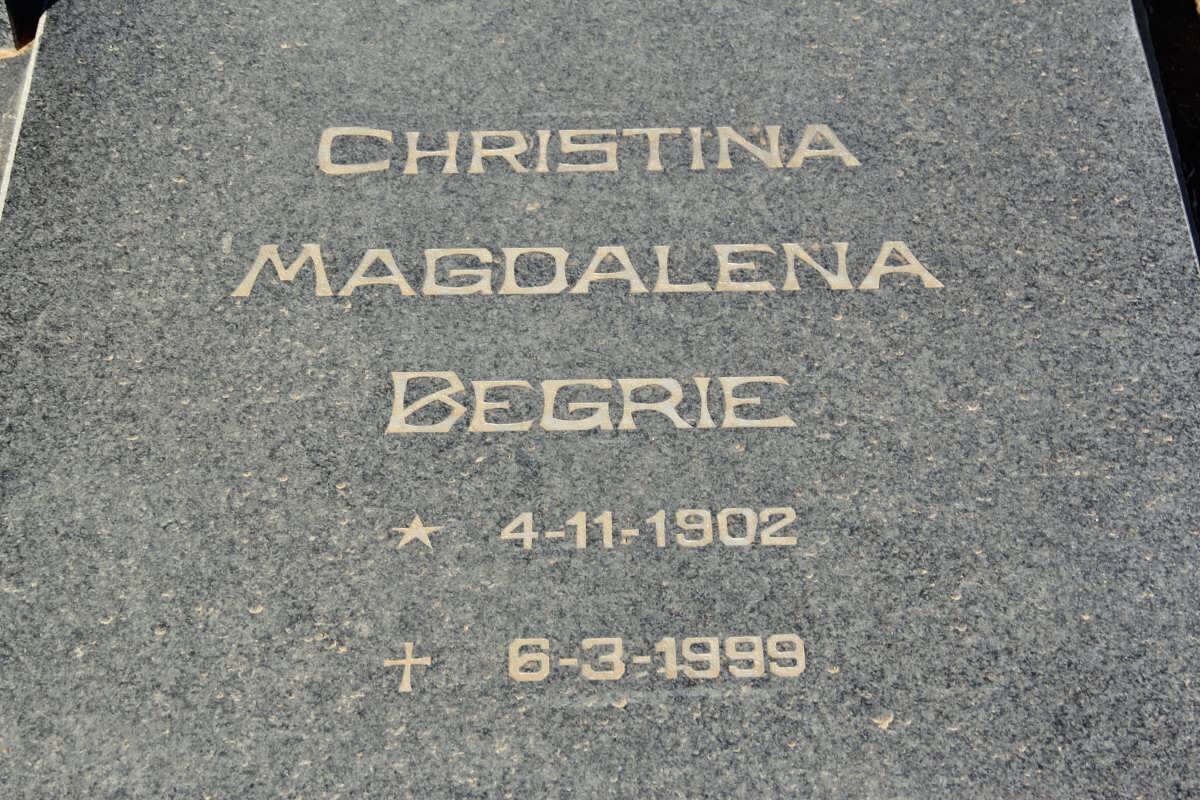 CHRISTINA
MAGDALENA
BEGRIE
★ 4-11-1902
✝ 6-3-1999